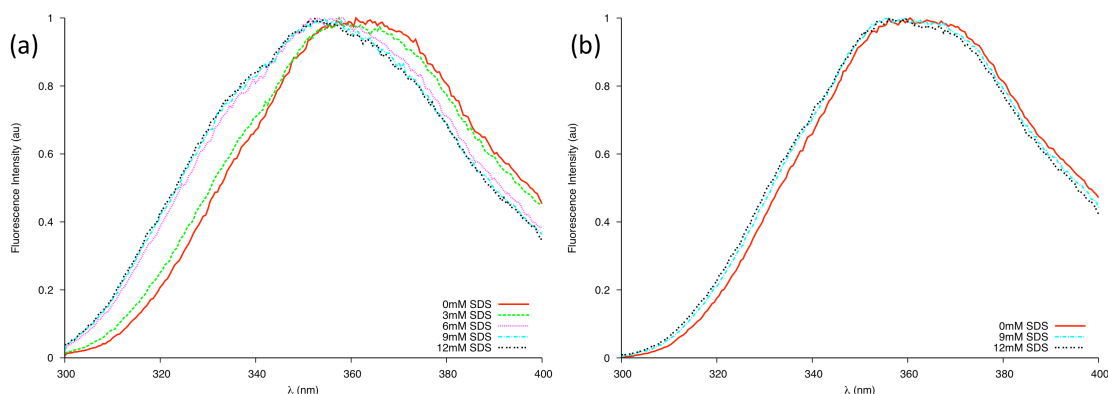 (a)
Fluorescence Intensity (au)
1
0.8
0.6
0.4
0.2
0
300
320
340
360
380
400
λ (nm)
0mM SDS
3mM SDS
6mM SDS
9mM SDS
12mM SDS
(b)
Fluorescence Intensity (au)
1
0.8
0.6
0.4
0.2
0
300
320
340
360
380
400
λ (nm)
0mM SDS
9mM SDS
12mM SDS